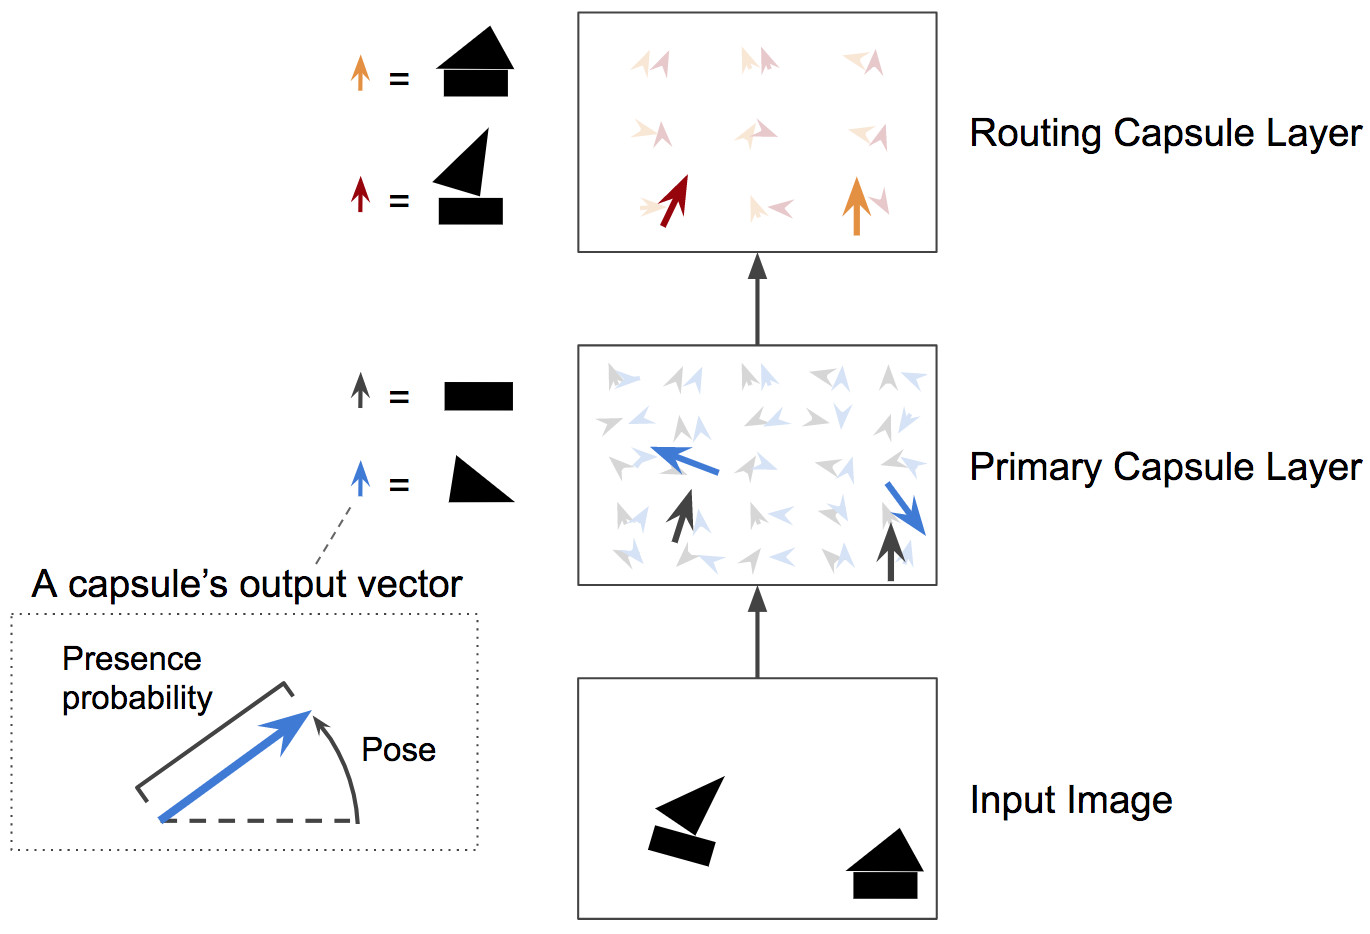 =
=
Routing Capsule Layer
=
=
Primary Capsule Layer
A capsule’s output vector
Presence
probability
Pose
Input Image